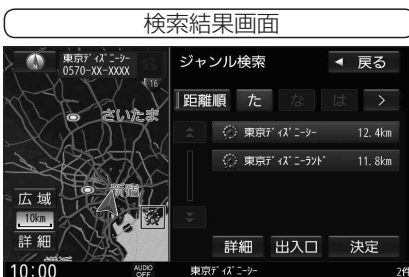 検索結果画面
東京ﾃﾞｨｽﾞﾆｰｼｰ
0570-XX-XXXX
ジャンル検索
◀ 戻る
16
距離順
た
な
は
>
さいたま
東京ﾃﾞｨｽﾞﾆｰｼｰ 12.4km
東京ﾃﾞｨｽﾞﾆｰﾗﾝﾄﾞ 11.8km
新宿
広域
10km
詳細
詳細
出入口
決定
10:00
AUDIO
OFF
東京ﾃﾞｨｽﾞﾆｰｼｰ
2件